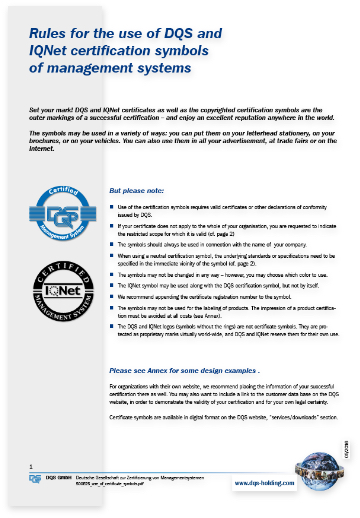 Rules for the use of DQS and
IQNet certification symbols
of management systems
Set your mark! DQS and IQNet certificates as well as the copyrighted certification symbols are the
outer markings of a successful certification – and enjoy an excellent reputation anywhere in the world.
The symbols may be used in a variety of ways: you can put them on your letterhead stationery, on your
brochures, or on your vehicles. You can also use them in all your advertisement, at trade fairs or on the
Internet.
Certified
DQS
Management System
CERTIFIED
IQNet
MANAGEMENT SYSTEM
But please note:
Use of the certification symbols requires valid certificates or other declarations of conformity
issued by DQS.
If your certificate does not apply to the whole of your organisation, you are requested to indicate
the restricted scope for which it is valid (cf. page 2)
The symbols should always be used in connection with the name of your company.
When using a neutral certification symbol, the underlying standards or specifications need to be
specified in the immediate vicinity of the symbol (cf. page 2).
The symbols may not be changed in any way – however, you may choose which color to use.
The IQNet symbol may be used along with the DQS certification symbol, but not by itself.
We recommend appending the certificate registration number to the symbol.
The symbols may not be used for the labeling of products. The impression of a product certifica-
tion must be avoided at all costs (see Annex).
The DQS and IQNet logos (symbols without the rings) are not certificate symbols. They are pro-
tected as proprietary marks virtually world-wide, and DQS and IQNet reserve them for their own use.
Please see Annex for some design examples .
For organizations with their own website, we recommend placing the information of your successful
certification there as well. You may also want to include a link to the customer data base on the DQS
website, in order to demonstrate the validity of your certification and for your own legal certainty.
Certificate symbols are available in digital format on the DQS website, "services/downloads" section.
1
DQS
DQS GmbH Deutsche Gesellschaft zur Zertifizierung von Managementsystemen
www.dqs-holding.com